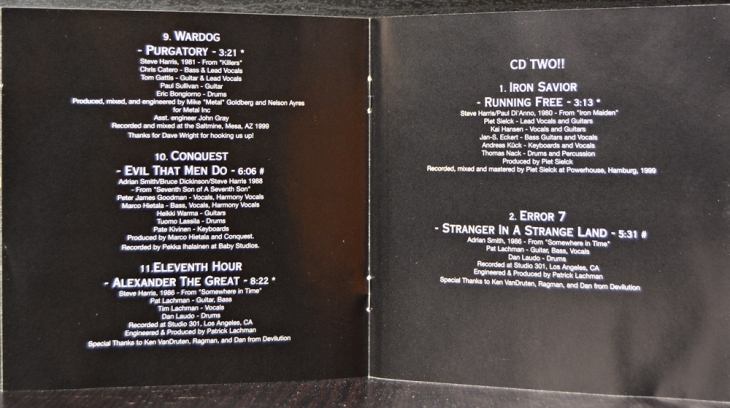 9. WARDOG
- PURGATORY - 3:21 *
Steve Harris, 1981 - From "Killers"
Chris Catero - Bass & Lead Vocals
Tom Gattis - Guitar & Lead Vocals
Paul Sullivan - Guitar
Eric Bongiorno - Drums
Produced, mixed, and engineered by Mike "Metal" Goldberg and Nelson Ayres
for Metal Inc
Asst. engineer John Gray
Recorded and mixed at the Saltmine, Mesa, AZ 1999
Thanks for Dave Wright for hooking us up!
10. CONQUEST
- EVIL THAT MEN DO - 6:06 #
Adrian Smith/Bruce Dickinson/Steve Harris 1988
- From "Seventh Son of A Seventh Son"
Peter James Goodman - Vocals, Harmony Vocals
Marco Hietala - Bass, Vocals, Harmony Vocals
Heikki Warma - Guitars
Tuomo Lassila - Drums
Pate Kivinen - Keyboards
Produced by Marco Hietala and Conquest.
Recorded by Pekka Ihalainen at Baby Studios.
11. ELEVENTH HOUR
- ALEXANDER THE GREAT - 8:22 *
Steve Harris, 1986 - From "Somewhere in Time"
Pat Lachman - Guitar, Bass
Tim Lachman - Vocals
Dan Laudo - Drums
Recorded at Studio 301, Los Angeles, CA
Engineered & Produced by Patrick Lachman
Special Thanks to Ken VanDruten, Ragman, and Dan from Devilution
CD TWO!!
1. IRON SAVIOR
- RUNNING FREE - 3:13 *
Steve Harris/Paul Di'Anno, 1980 - From "Iron Maiden"
Piet Sielck - Lead Vocals and Guitars
Kai Hansen - Vocals and Guitars
Jan-S. Eckert - Bass Guitars and Vocals
Andreas Kück - Keyboards and Vocals
Thomas Nack - Drums and Percussion
Produced by Piet Sielck
Recorded, mixed and mastered by Piet Sielck at Powerhouse, Hamburg, 1999
2. ERROR 7
- STRANGER IN A STRANGE LAND - 5:31 #
Adrian Smith, 1986 - From "Somewhere in Time"
Pat Lachman - Guitar, Bass, Vocals
Dan Laudo - Drums
Recorded at Studio 301, Los Angeles, CA
Engineered & Produced by Patrick Lachman
Special Thanks to Ken VanDruten, Ragman, and Dan from Devilution